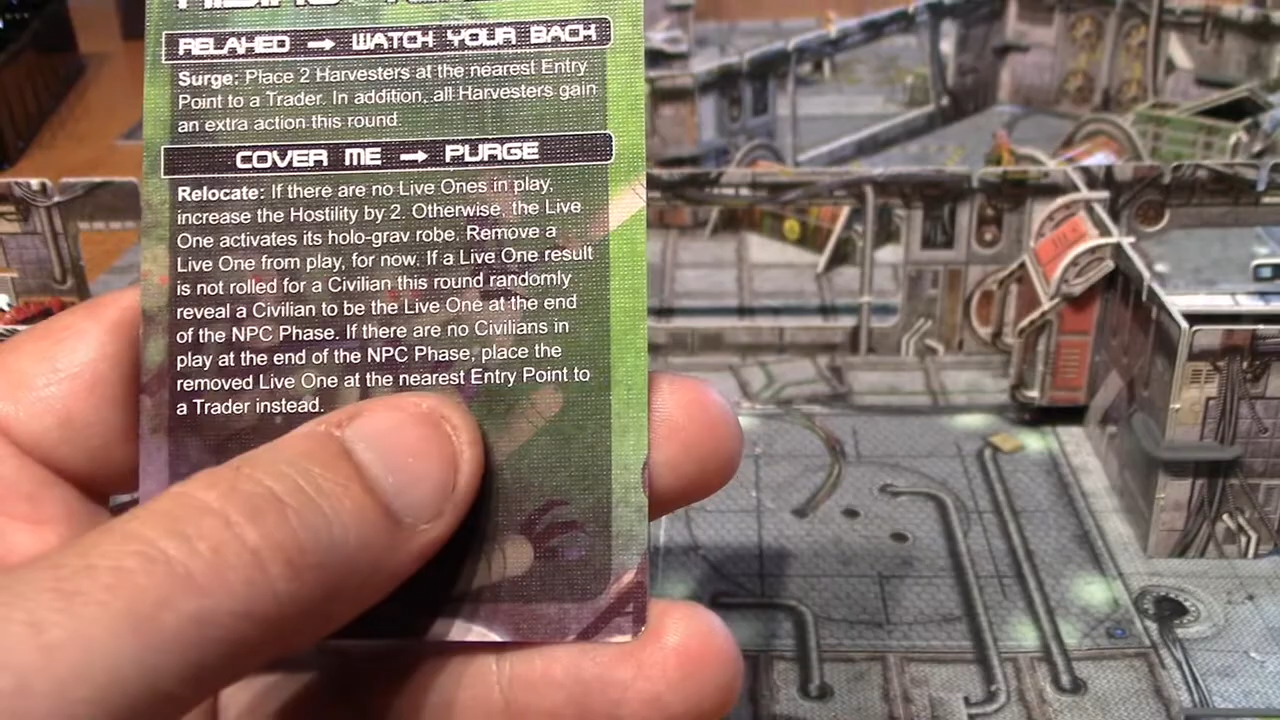 RELAXED → WATCH YOUR BACK
Surge: Place 2 Harvesters at the nearest Entry
Point to a Trader. In addition, all Harvesters gain
an extra action this round
COVER ME → PURGE
Relocate: If there are no Live Ones in play,
increase the Hostility by 2. Otherwise, the Live
One activates its holo-grav robe. Remove a
Live One from play, for now. If a Live One result
is not rolled for a Civilian this round randomly
reveal a Civilian to be the Live One at the end
of the NPC Phase. If there are no Civilians in
play at the end of the NPC Phase, place the
removed Live One at the nearest Entry Point to
a Trader instead.